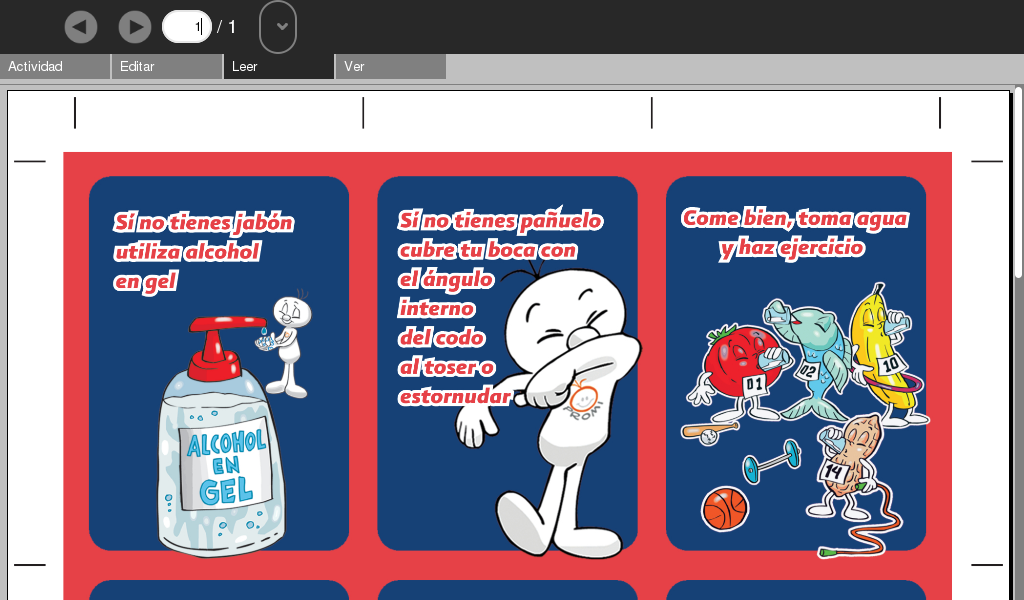 1 / 1
Actividad
Editar
Leer
Ver
Sí no tienes jabón
utiliza alcohol
en gel
ALCOHOL
EN
GEL
Sí no tienes pañuelo
cubre tu boca con
el ángulo
interno
del codo
al toser o
estornudar
PROMI
Come bien, toma agua
y haz ejercicio
01
02
10
14